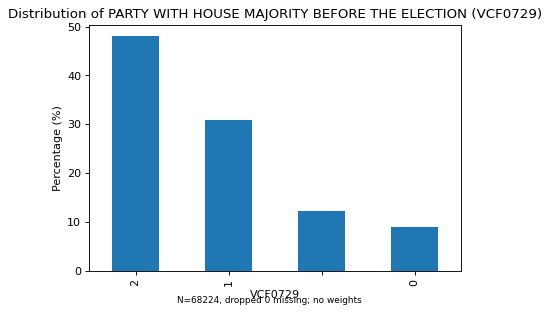 Distribution of PARTY WITH HOUSE MAJORITY BEFORE THE ELECTION (VCF0729)
50
40
30
20
10
0
Percentage (%)
2
1
0
VCF0729
N=68224, dropped 0 missing; no weights